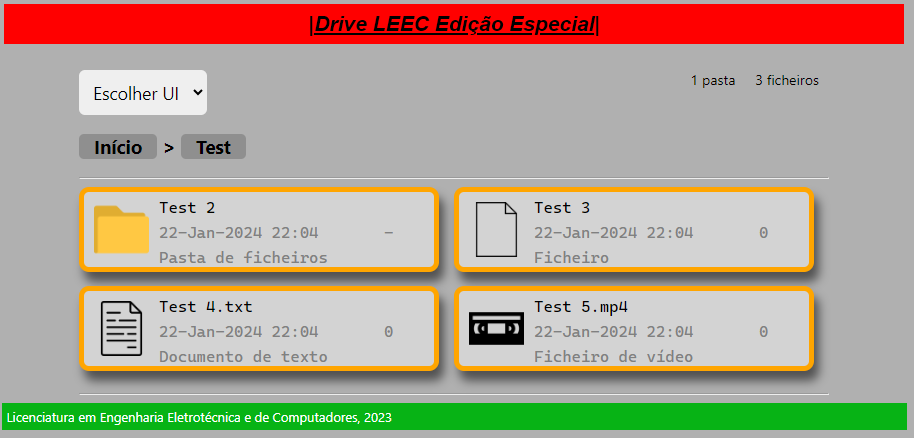 |Drive LEEC Edição Especial|
Escolher UI
1 pasta 3 ficheiros
Início > Test
Test 2
22-Jan-2024 22:04 -
Pasta de ficheiros
Test 3
22-Jan-2024 22:04 0
Ficheiro
Test 4.txt
22-Jan-2024 22:04 0
Documento de texto
Test 5.mp4
22-Jan-2024 22:04 0
Ficheiro de vídeo
Licenciatura em Engenharia Eletrotécnica e de Computadores, 2023